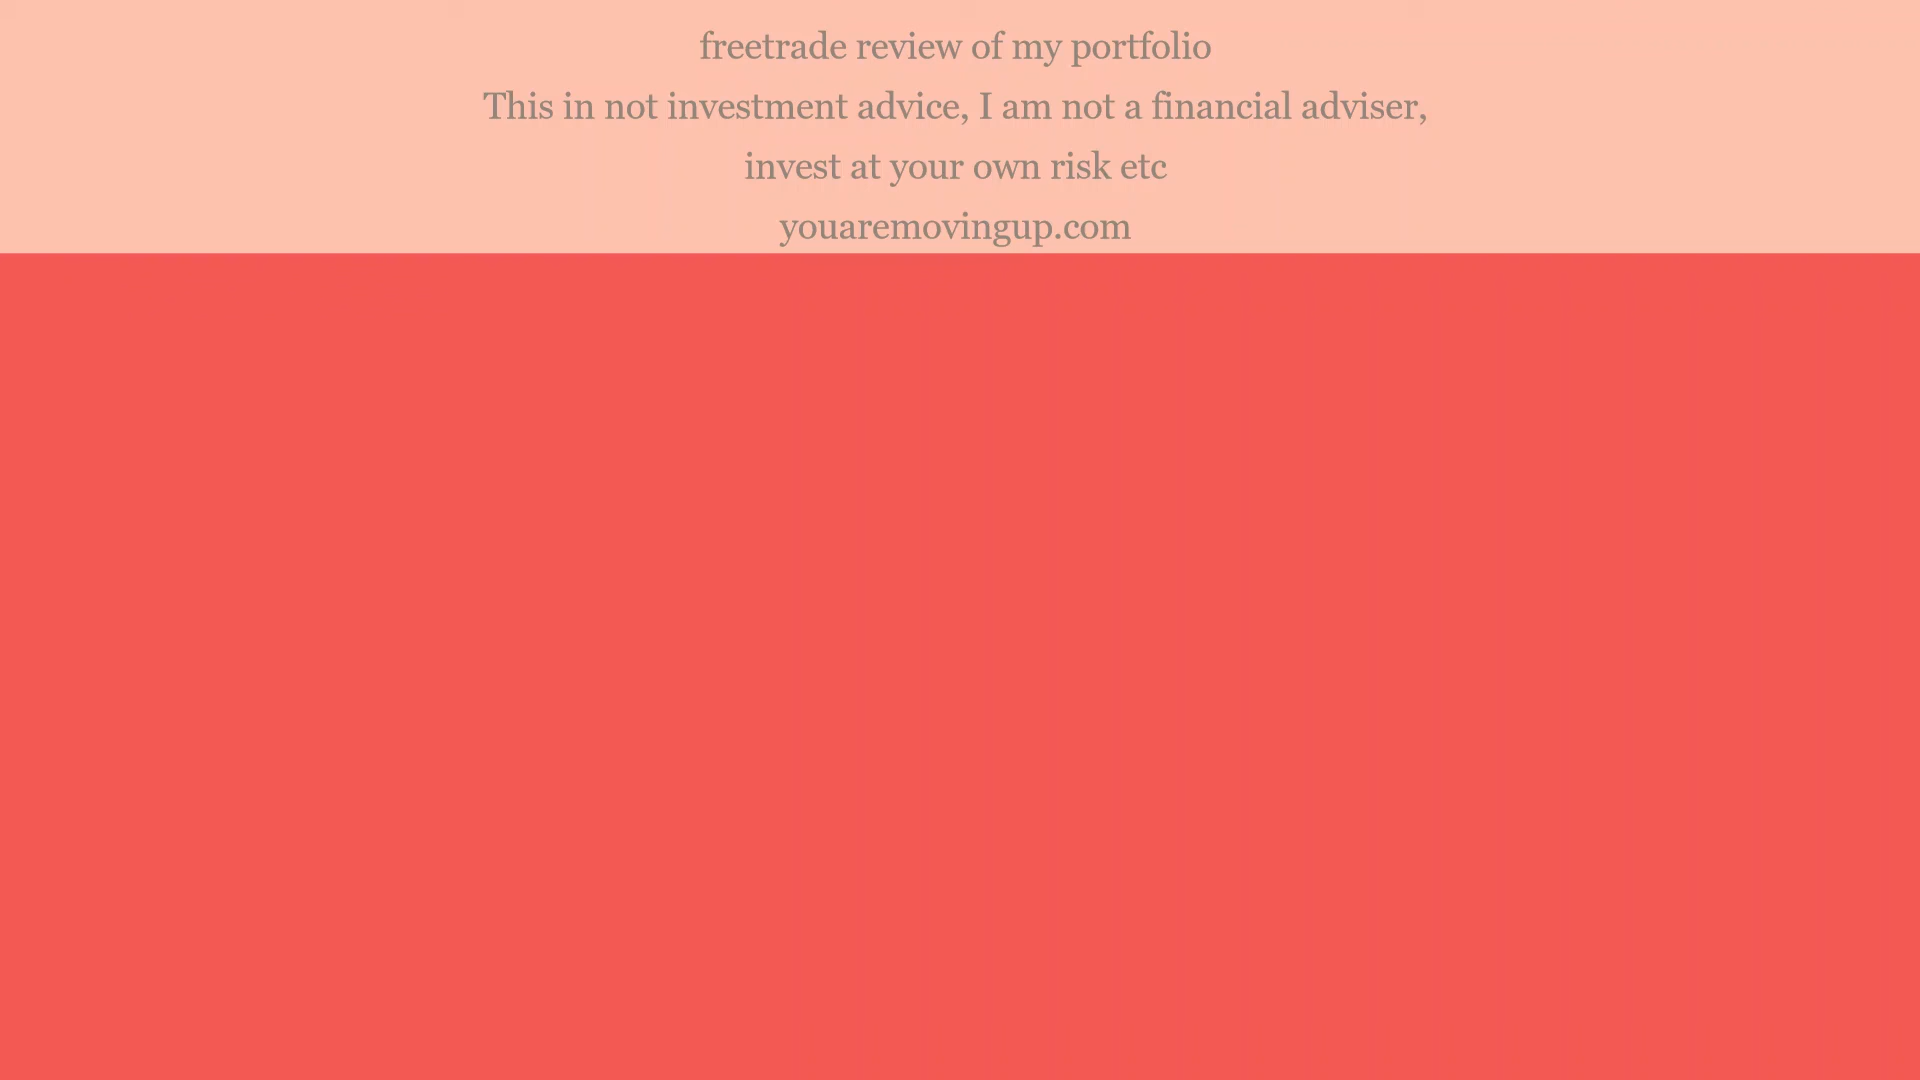 freetrade review of my portfolio
This in not investment advice, I am not a financial adviser,
invest at your own risk etc
youaremovingup.com